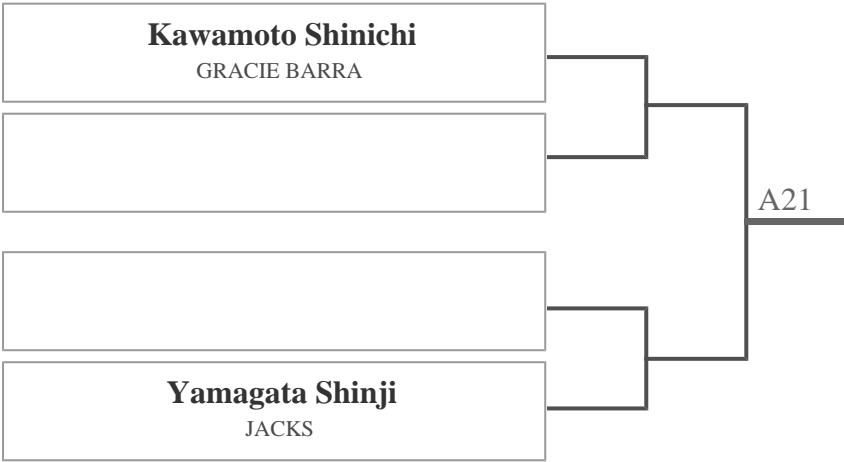 Kawamoto Shinichi
GRACIE BARRA
A21
Yamagata Shinji
JACKS